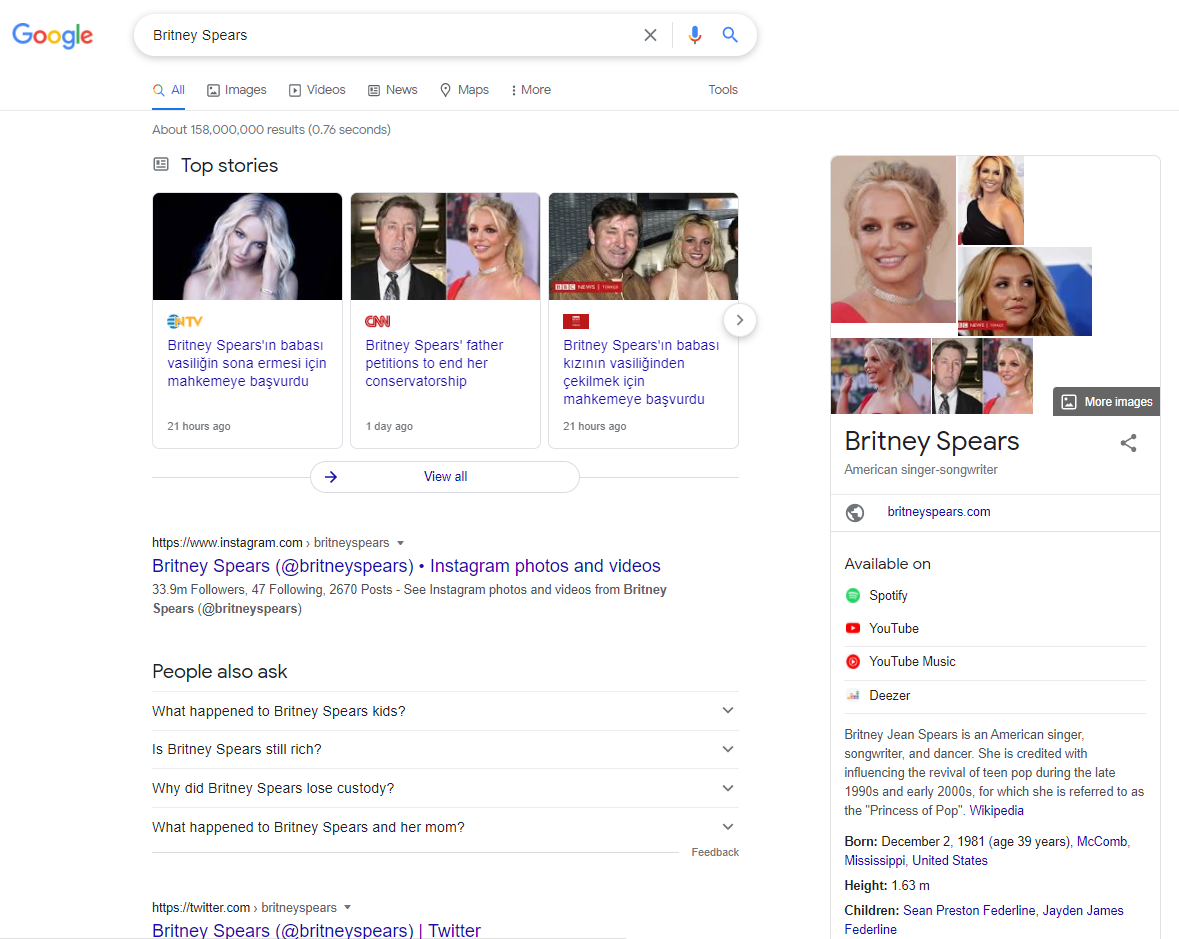 Google
Britney Spears
All
Images
Videos
News
Maps
More
Tools
About 158,000,000 results (0.76 seconds)
Top stories
BBC NEWS | TÜRKÇE
NTV
Britney Spears'ın babası
vasiliğin sona ermesi için
mahkemeye başvurdu
21 hours ago
CNN
Britney Spears' father
petitions to end her
conservatorship
1 day ago
Britney Spears'ın babası
kızının vasiliğinden
çekilmek için
mahkemeye başvurdu
21 hours ago
View all
https://www.instagram.com › britneyspears
Britney Spears (@britneyspears) • Instagram photos and videos
33.9m Followers, 47 Following, 2670 Posts - See Instagram photos and videos from Britney
Spears (@britneyspears)
People also ask
What happened to Britney Spears kids?
Is Britney Spears still rich?
Why did Britney Spears lose custody?
What happened to Britney Spears and her mom?
Feedback
https://twitter.com › britneyspears
Britney Spears (@britneyspears) | Twitter
BBC NEWS
More images
Britney Spears
American singer-songwriter
britneyspears.com
Available on
Spotify
YouTube
YouTube Music
Deezer
Britney Jean Spears is an American singer,
songwriter, and dancer. She is credited with
influencing the revival of teen pop during the late
1990s and early 2000s, for which she is referred to as
the "Princess of Pop". Wikipedia
Born: December 2, 1981 (age 39 years), McComb,
Mississippi, United States
Height: 1.63 m
Children: Sean Preston Federline, Jayden James
Federline